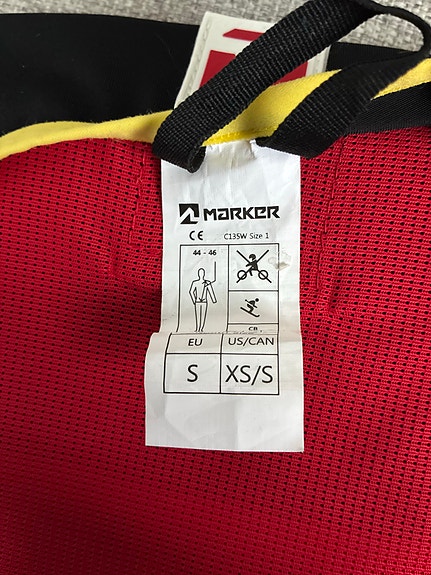 MARKER
CE C135W Size 1
44 - 46
CB
EU US/CAN
S XS/S